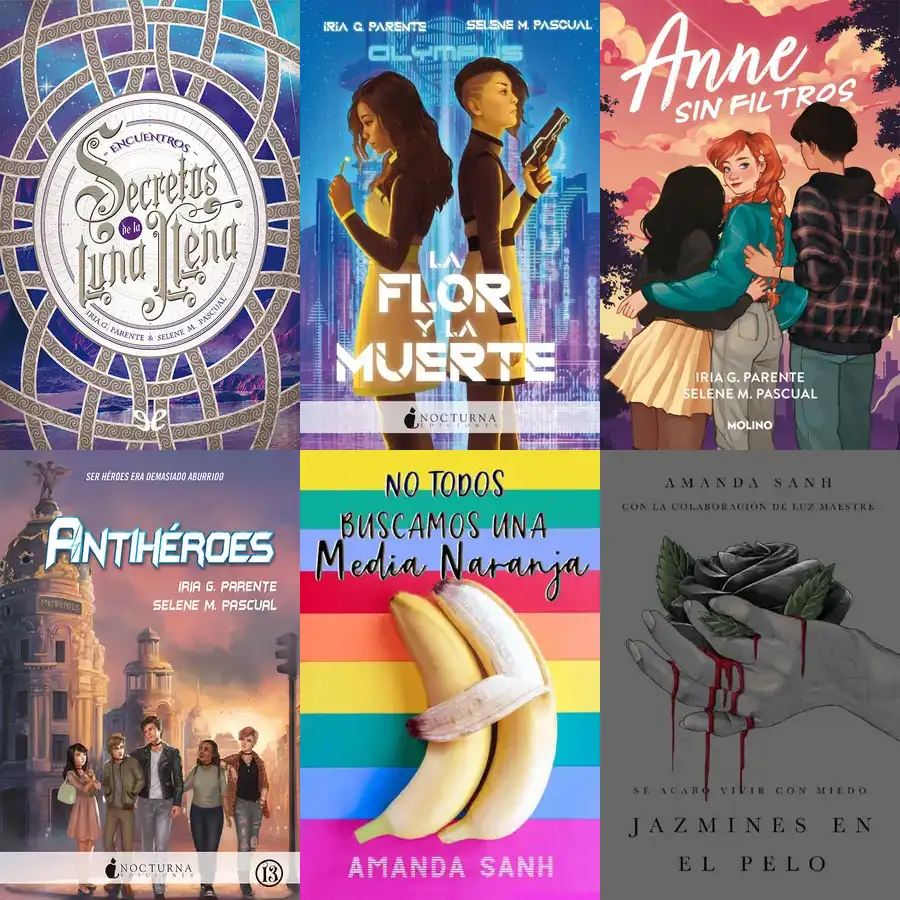 ENCUENTROS
Secretos
de la
Luna Llena
IRIA G. PARENTE & SELENE M. PASCUAL
IRIA G. PARENTE
SELENE M. PASCUAL
OLYMPUS
LA
FLOR
Y LA
MUERTE
NOCTURNA
EDICIONES
Anne
SIN FILTROS
IRIA G. PARENTE
SELENE M. PASCUAL
MOLINO
SER HÉROES ERA DEMASIADO ABURRIDO
ANTIHÉROES
IRIA G. PARENTE
SELENE M. PASCUAL
METRÓPOLIS
NOCTURNA
EDICIONES
13
NO TODOS
BUSCAMOS UNA
Media Naranja
AMANDA SANH
AMANDA SANH
CON LA COLABORACIÓN DE LUZ MAESTRE
SE ACABÓ VIVIR CON MIEDO
JAZMINES EN
EL PELO